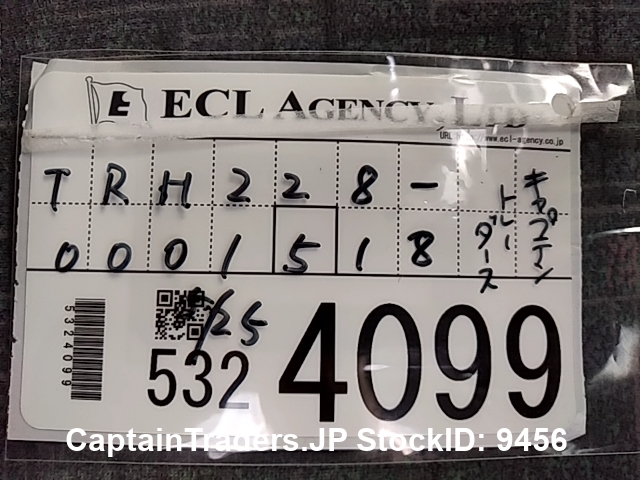 E ECL AGENCY, LTD
URL http://www.ecl-agency.co.jp
TRH228-
0001518
キャプテン
トレーダース
5324099
/25
532 4099
CaptainTraders.JP StockID: 9456